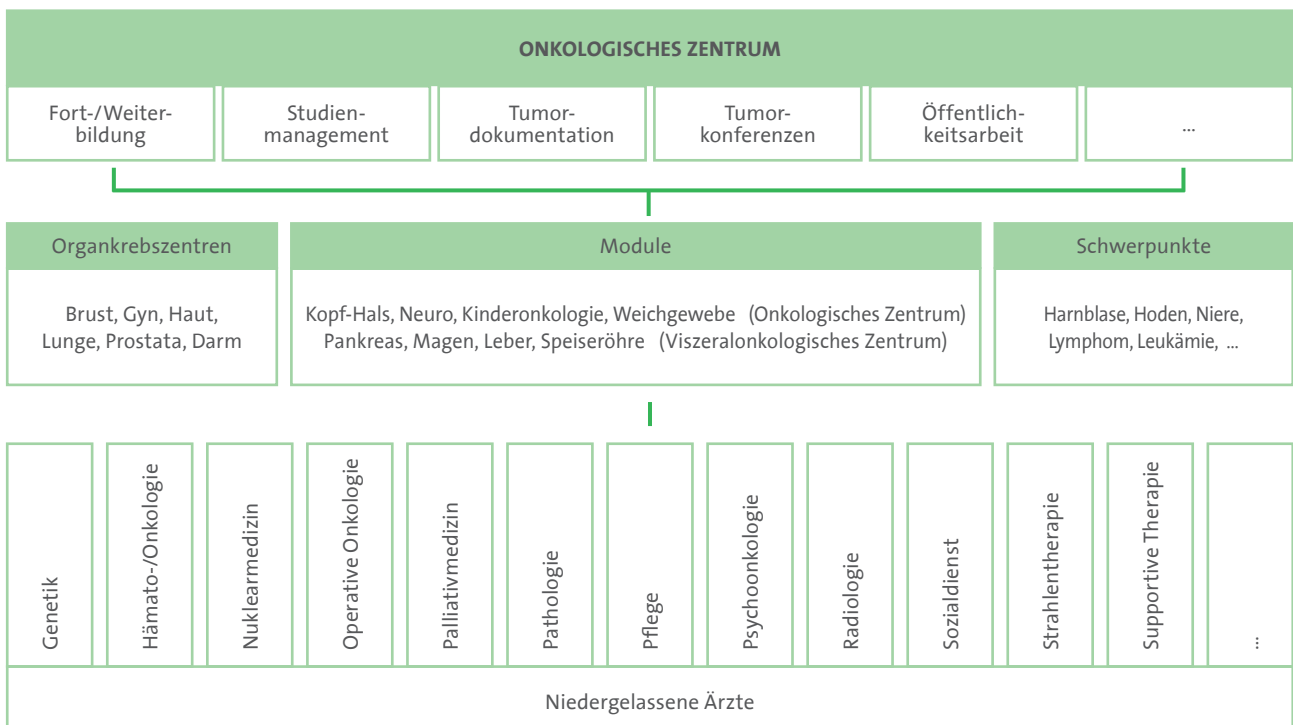 ONKOLOGISCHES ZENTRUM
Fort-/Weiter-
bildung
Studien-
management
Tumor-
dokumentation
Tumor-
konferenzen
Öffentlich-
keitsarbeit
...
Organkrebszentren
Brust, Gyn, Haut,
Lunge, Prostata, Darm
Module
Kopf-Hals, Neuro, Kinderonkologie, Weichgewebe (Onkologisches Zentrum)
Pankreas, Magen, Leber, Speiseröhre (Viszeralonkologisches Zentrum)
Schwerpunkte
Harnblase, Hoden, Niere,
Lymphom, Leukämie, ...
Genetik
Hämato-/Onkologie
Nuklearmedizin
Operative Onkologie
Palliativmedizin
Pathologie
Pflege
Psychoonkologie
Radiologie
Sozialdienst
Strahlentherapie
Supportive Therapie
...
Niedergelassene Ärzte